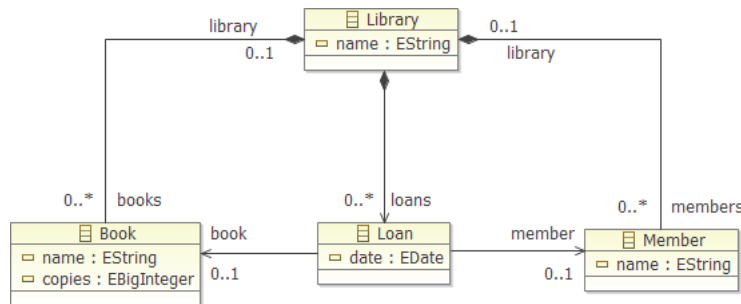 library
0..1
Library
name : EString
0..1
library
0..*
books
0..*
loans
0..*
members
Book
name : EString
copies : EBigInteger
book
0..1
Loan
date : EDate
member
0..1
Member
name : EString